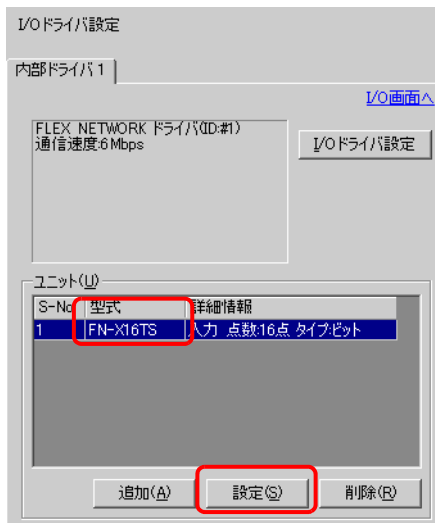 I/Oドライバ設定
内部ドライバ1
I/O画面へ
FLEX NETWORK ドライバ(ID:#1)
通信速度:6Mbps
I/Oドライバ設定
ユニット(U)
S-No 型式 詳細情報
1 FN-X16TS 入力 点数:16点 タイプ:ビット
追加(A) 設定(S) 削除(R)